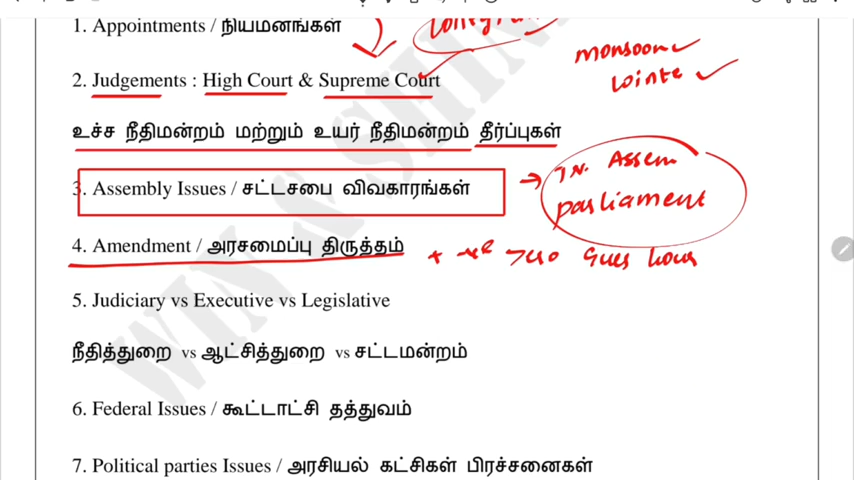 1. Appointments / நியமனங்கள்
2. Judgements : High Court & Supreme Court
monsoon
உச்ச நீதிமன்றம் மற்றும் உயர் நீதிமன்றம் தீர்ப்புகள்
3. Assembly Issues / சட்டசபை விவகாரங்கள்
TN. Assem
parliament
4. Amendment / அரசமைப்பு திருத்தம்
hour
5. Judiciary vs Executive vs Legislative
நீதித்துறை vs ஆட்சித்துறை vs சட்டமன்றம்
6. Federal Issues / கூட்டாட்சி தத்துவம்
7. Political parties Issues / அரசியல் கட்சிகள் பிரச்சனைகள்
WIN & SHIN